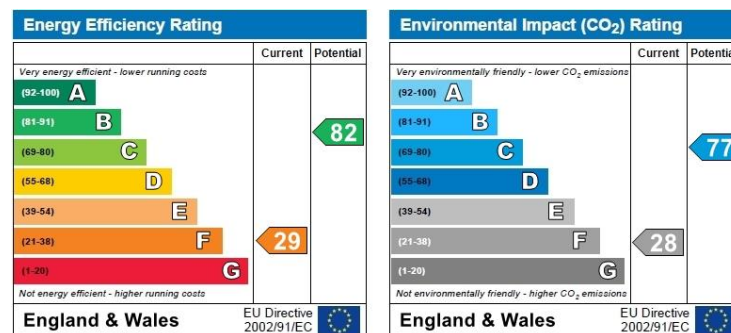 Energy Efficiency Rating
Current Potential
Very energy efficient - lower running costs
(92-100) A
(81-91) B
(69-80) C
(55-68) D
(39-54) E
(21-38) F
(1-20) G
82
29
Not energy efficient - higher running costs
England & Wales
EU Directive
2002/91/EC
Environmental Impact (CO₂) Rating
Current Potentia
Very environmentally friendly - lower CO₂ emissions
(92-100) A
(81-91) B
(69-80) C
(55-68) D
(39-54) E
(21-38) F
(1-20) G
77
28
Not environmentally friendly - higher CO₂ emissions
England & Wales
EU Directive
2002/91/EC